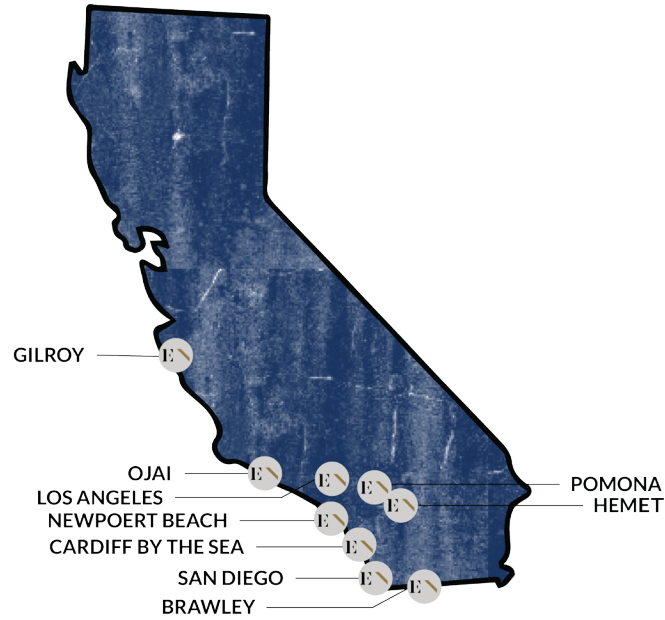 GILROY
OJAI
LOS ANGELES
NEWPOERT BEACH
CARDIFF BY THE SEA
SAN DIEGO
BRAWLEY
POMONA
HEMET
E
E
E
E
E
E
E
E
E